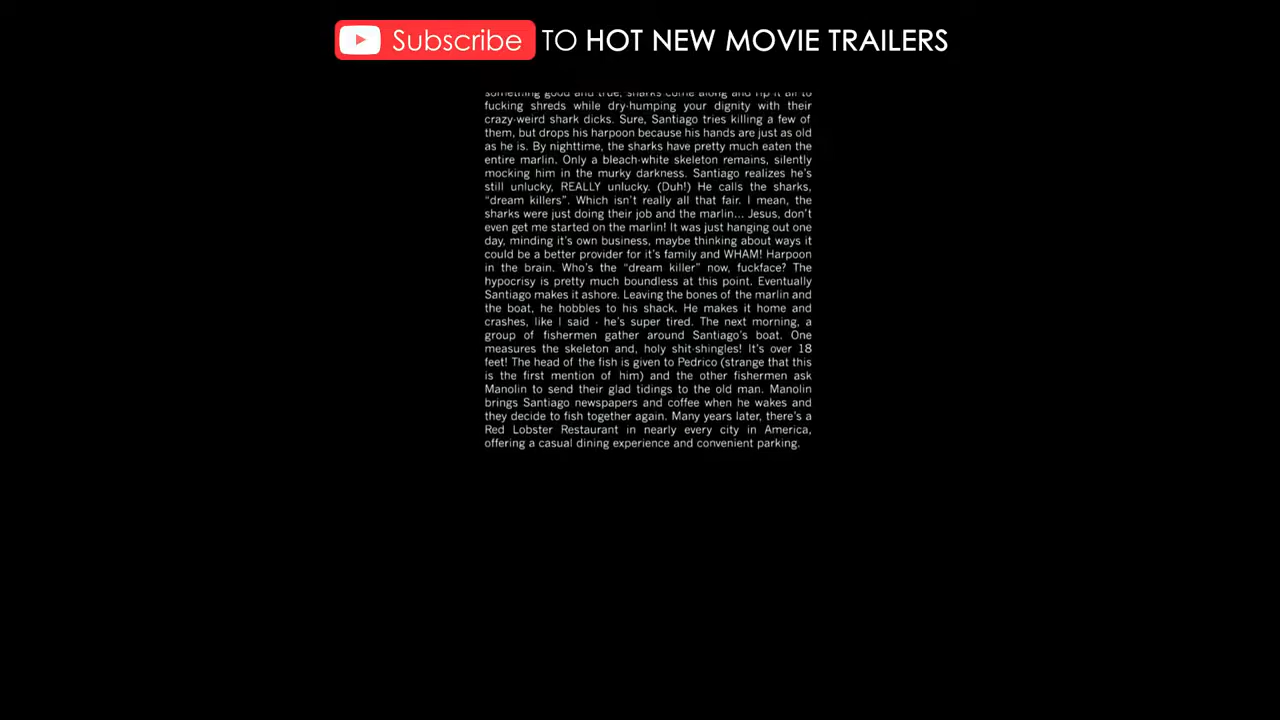 Subscribe TO HOT NEW MOVIE TRAILERS
something good and true, sharks come along and rip it all to
fucking shreds while dry-humping your dignity with their
crazy-weird shark dicks. Sure, Santiago tries killing a few of
them, but drops his harpoon because his hands are just as old
as he is. By nighttime, the sharks have pretty much eaten the
entire marlin. Only a bleach-white skeleton remains, silently
mocking him in the murky darkness. Santiago realizes he's
still unlucky, REALLY unlucky. (Duh!) He calls the sharks,
“dream killers”. Which isn't really all that fair. I mean, the
sharks were just doing their job and the marlin... Jesus, don't
even get me started on the marlin! It was just hanging out one
day, minding it's own business, maybe thinking about ways it
could be a better provider for it's family and WHAM! Harpoon
in the brain. Who's the “dream killer” now, fuckface? The
hypocrisy is pretty much boundless at this point. Eventually
Santiago makes it ashore. Leaving the bones of the marlin and
the boat, he hobbles to his shack. He makes it home and
crashes, like I said - he's super tired. The next morning, a
group of fishermen gather around Santiago's boat. One
measures the skeleton and, holy shit-shingles! It's over 18
feet! The head of the fish is given to Pedrico (strange that this
is the first mention of him) and the other fishermen ask
Manolin to send their glad tidings to the old man. Manolin
brings Santiago newspapers and coffee when he wakes and
they decide to fish together again. Many years later, there's a
Red Lobster Restaurant in nearly every city in America,
offering a casual dining experience and convenient parking.